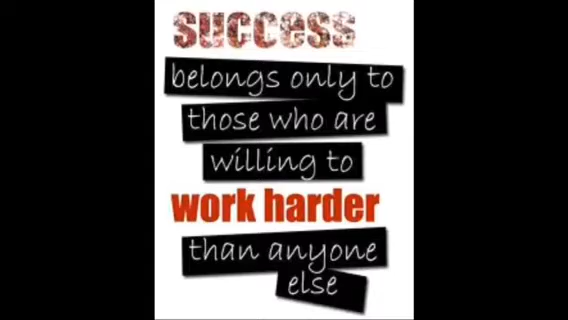 success
belongs only to
those who are
willing to
work harder
than anyone
else